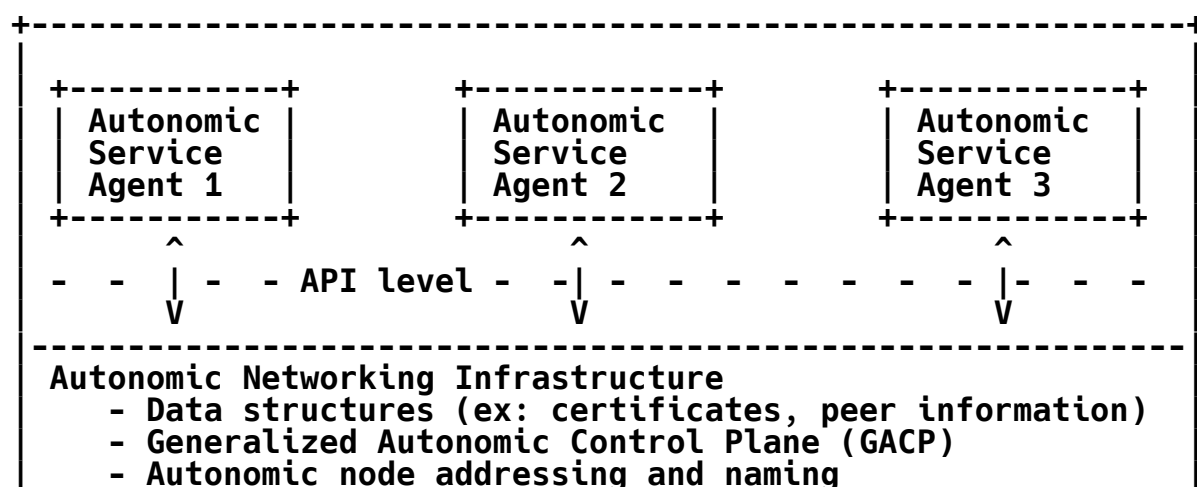 +------------------------------------------------------------+
|                                                            |
| +-----------+        +------------+        +------------+  |
| | Autonomic |        | Autonomic  |        | Autonomic  |  |
| | Service   |        | Service    |        | Service    |  |
| | Agent 1   |        | Agent 2    |        | Agent 3    |  |
| +-----------+        +------------+        +------------+  |
|       ^                    ^                     ^         |
| -  -  | -  - API level -  -| -  -  -  -  -  -  - |-  -  -  |
|       V                    V                     V         |
|------------------------------------------------------------|
| Autonomic Networking Infrastructure                        |
|    - Data structures (ex: certificates, peer information)  |
|    - Generalized Autonomic Control Plane (GACP)            |
|    - Autonomic node addressing and naming                  |